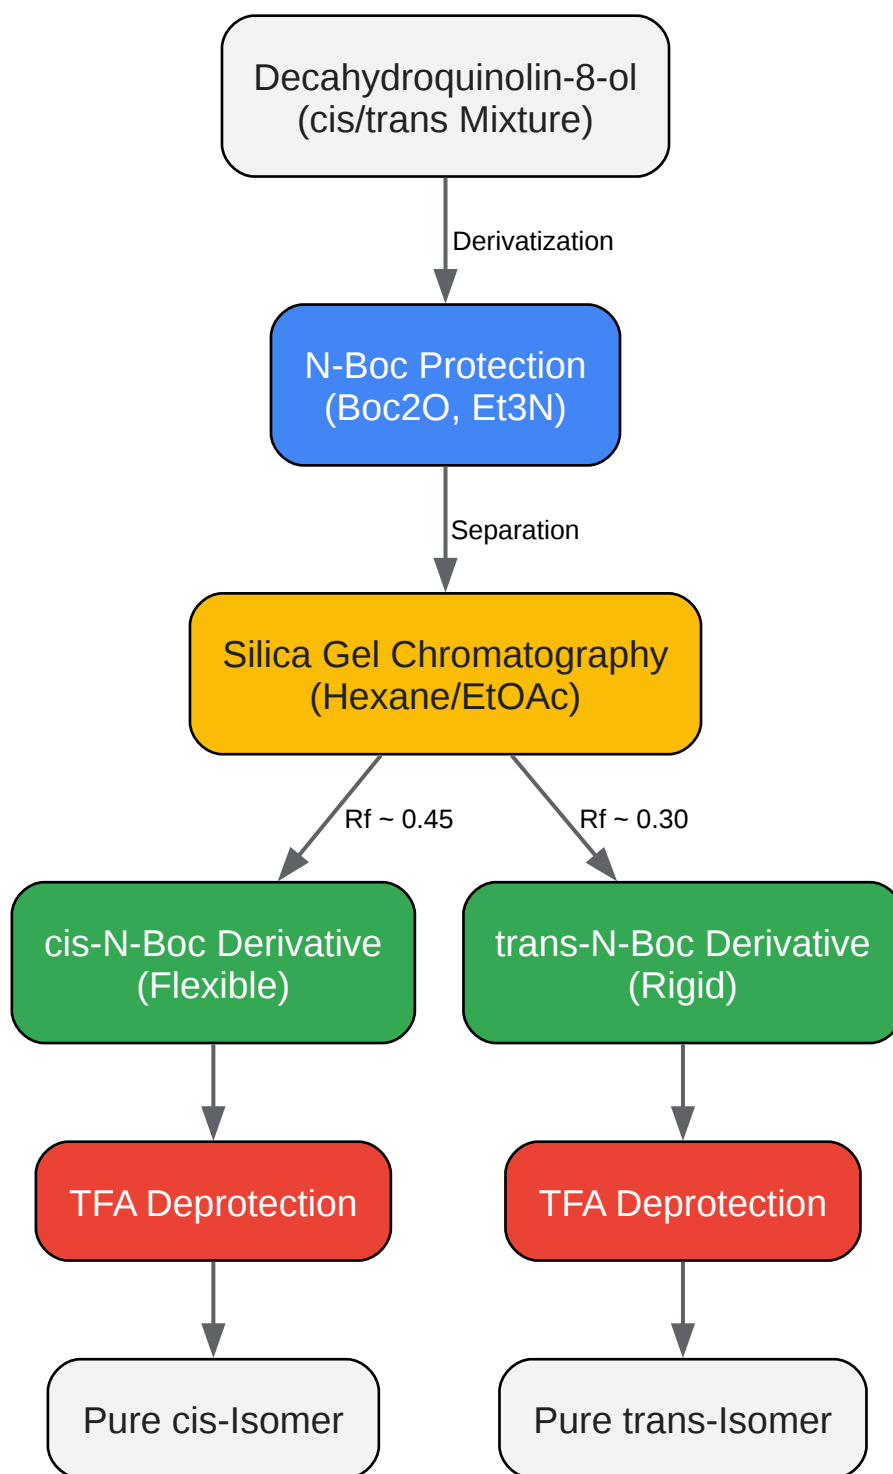 Decahydroquinolin-8-ol
(cis/trans Mixture)
Derivatization
N-Boc Protection
(Boc2O, Et3N)
Separation
Silica Gel Chromatography
(Hexane/EtOAc)
Rf ~ 0.45
Rf ~ 0.30
cis-N-Boc Derivative
(Flexible)
trans-N-Boc Derivative
(Rigid)
TFA Deprotection
TFA Deprotection
Pure cis-Isomer
Pure trans-Isomer